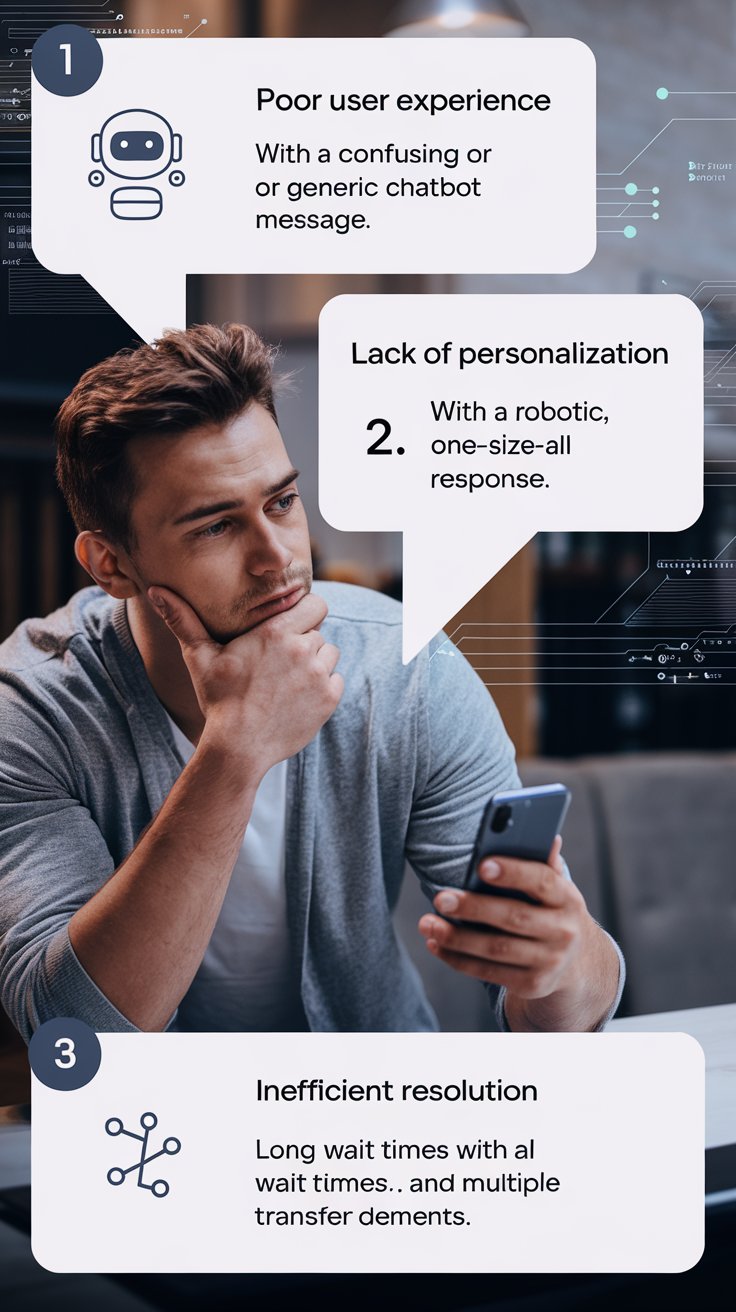 1
Poor user experience
With a confusing or
or generic chatbot
message.
Lack of personalization
2.
With a robotic,
one-size-all
response.
3
Inefficient resolution
Long wait times with al
wait times.. and multiple
transfer dements.